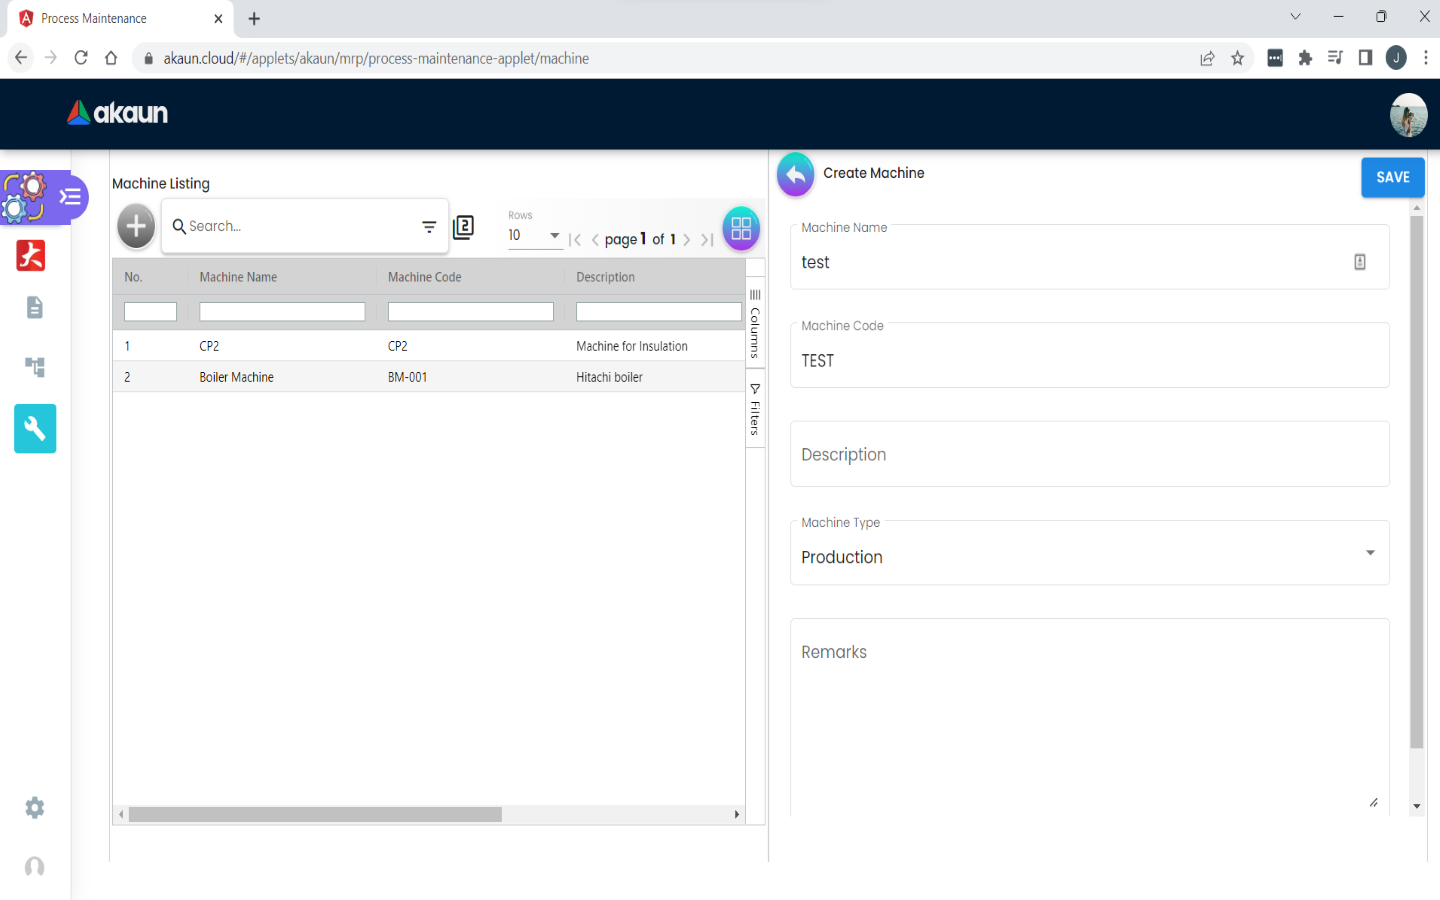 Process Maintenance
akaun.cloud/#/applets/akaun/mrp/process-maintenance-applet/machine
J
akaun
Machine Listing
Search...
2
Rows
10
page 1 of 1
No. Machine Name Machine Code Description
1 CP2 CP2 Machine for Insulation
2 Boiler Machine BM-001 Hitachi boiler
Columns
Filters
Create Machine
SAVE
Machine Name
test
Machine Code
TEST
Description
Machine Type
Production
Remarks